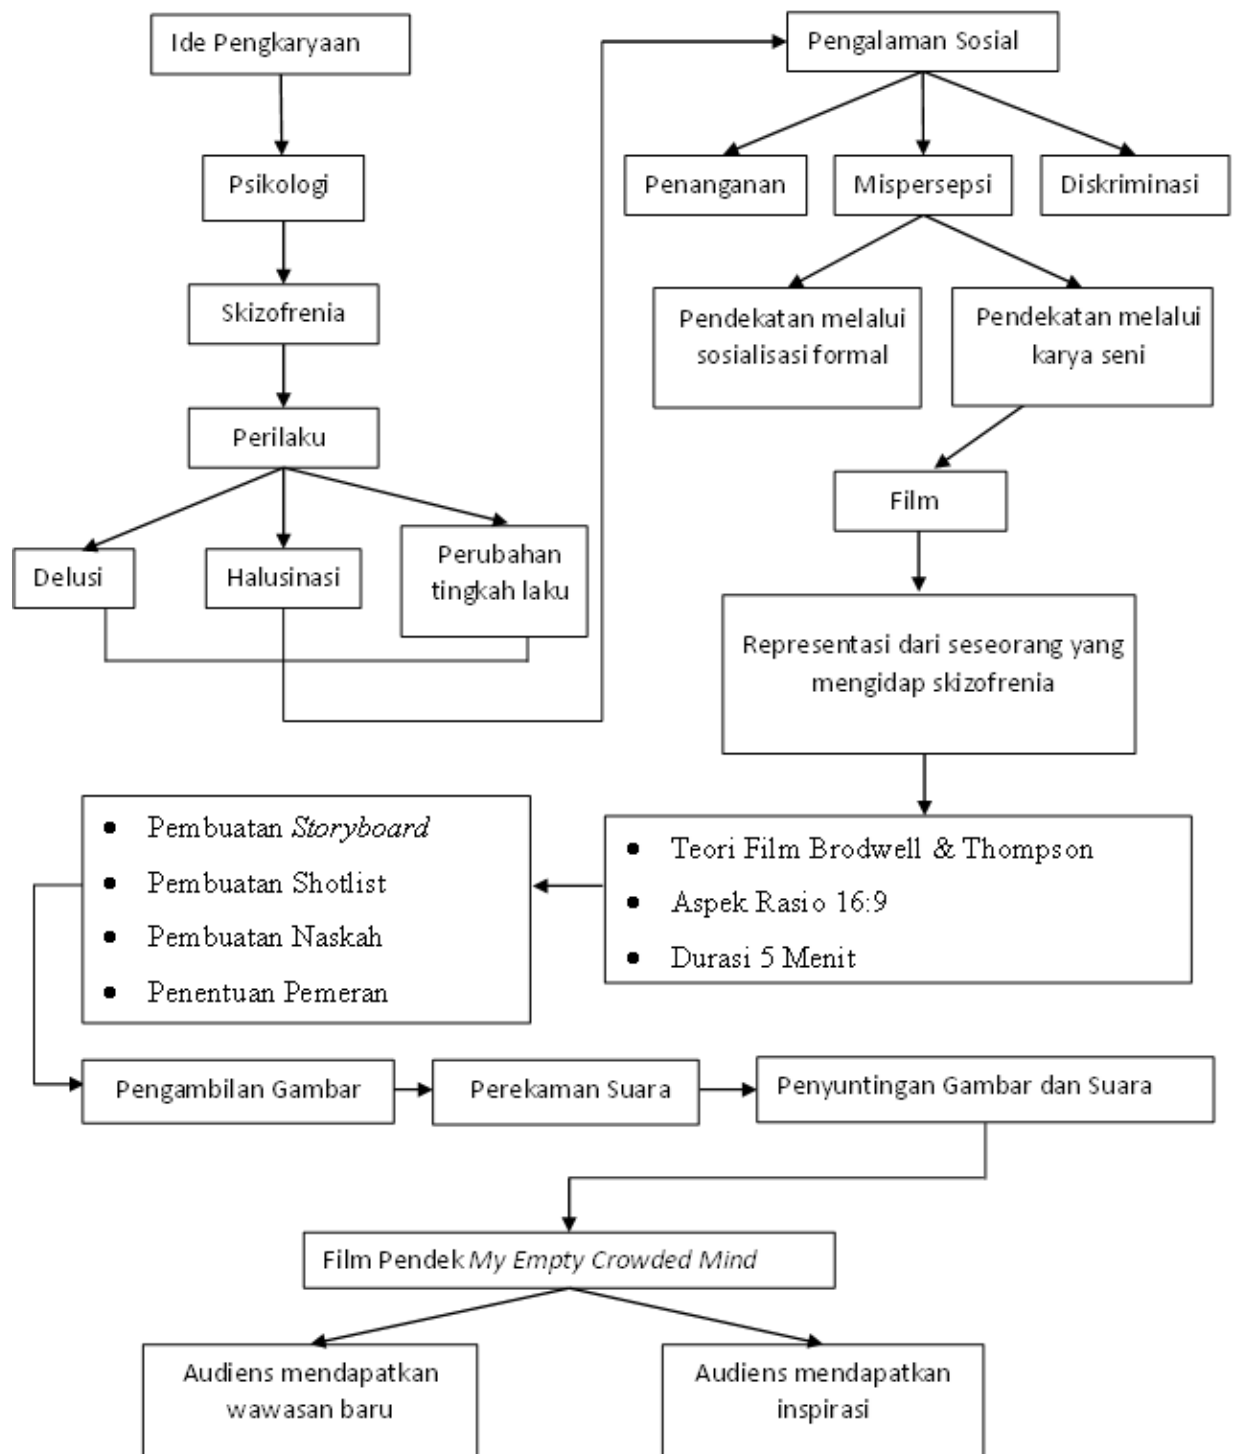 Ide Pengkaryaan
Psikologi
Skizofrenia
Perilaku
Delusi
Halusinasi
Perubahan
tingkah laku
Pengalaman Sosial
Penanganan
Mispersepsi
Diskriminasi
Pendekatan melalui
sosialisasi formal
Pendekatan melalui
karya seni
Film
Representasi dari seseorang yang
mengidap skizofrenia
• Teori Film Brodwell & Thompson
• Aspek Rasio 16:9
• Durasi 5 Menit
• Pembuatan Storyboard
• Pembuatan Shotlist
• Pembuatan Naskah
• Penentuan Pemeran
Pengambilan Gambar
Perekaman Suara
Penyuntingan Gambar dan Suara
Film Pendek My Empty Crowded Mind
Audiens mendapatkan
wawasan baru
Audiens mendapatkan
inspirasi